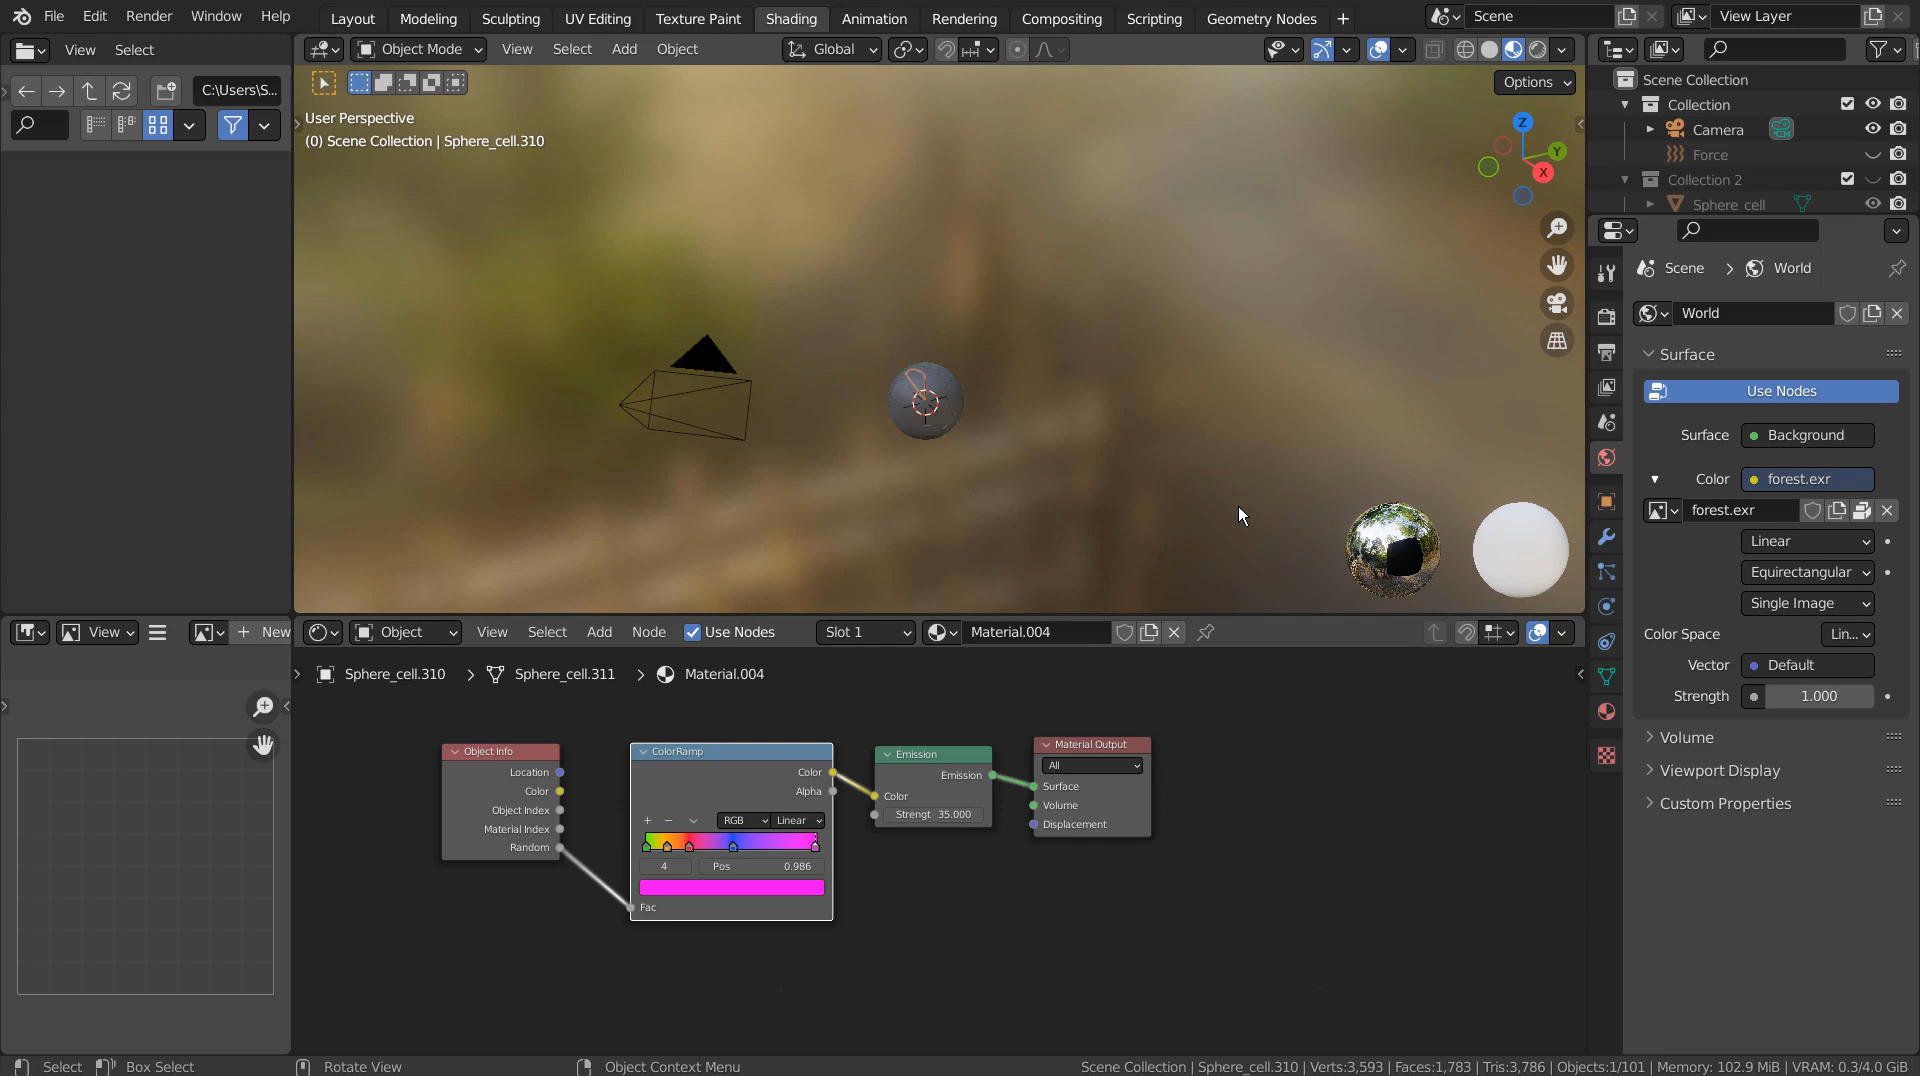 File Edit Render Window Help Layout Modeling Sculpting UV Editing Texture Paint Shading Animation Rendering Compositing Scripting Geometry Nodes + Scene View Layer
View Select Object Mode View Select Add Object Global
C:\Users\S...
Options
User Perspective
(0) Scene Collection | Sphere_cell.310
Z
Y
X
Scene Collection
Collection
Camera
Force
Collection 2
Sphere_cell
Scene > World
World
Surface
Use Nodes
Surface Background
Color forest.exr
forest.exr
Linear
Equirectangular
Single Image
Color Space Lin...
Vector Default
Strength 1.000
Volume
Viewport Display
Custom Properties
View + New
Object View Select Add Node Use Nodes Slot 1 Material.004
Sphere_cell.310 > Sphere_cell.311 > Material.004
Object Info
Location
Color
Object Index
Material Index
Random
ColorRamp
Color
Alpha
+ − RGB Linear
4 Pos 0.986
Fac
Emission
Emission
Color
Strengt 35.000
Material Output
All
Surface
Volume
Displacement
Select Box Select Rotate View Object Context Menu Scene Collection | Sphere_cell.310 | Verts:3,593 | Faces:1,783 | Tris:3,786 | Objects:1/101 | Memory: 102.9 MiB | VRAM: 0.3/4.0 GiB